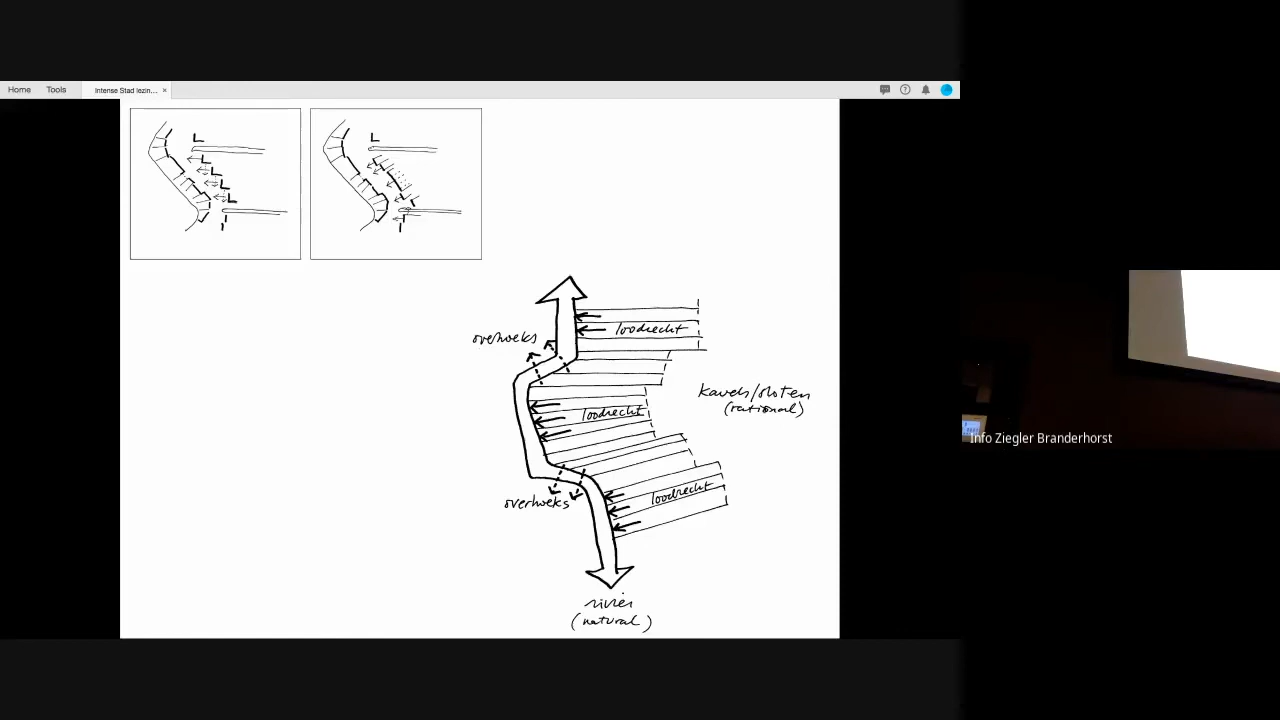 Home Tools Intense Stad lezin... ×
loodrecht
overhoeks
kavels/sloten
(rational)
loodrecht
loodrecht
overhoeks
Info Ziegler Branderhorst
rivier
(natural)